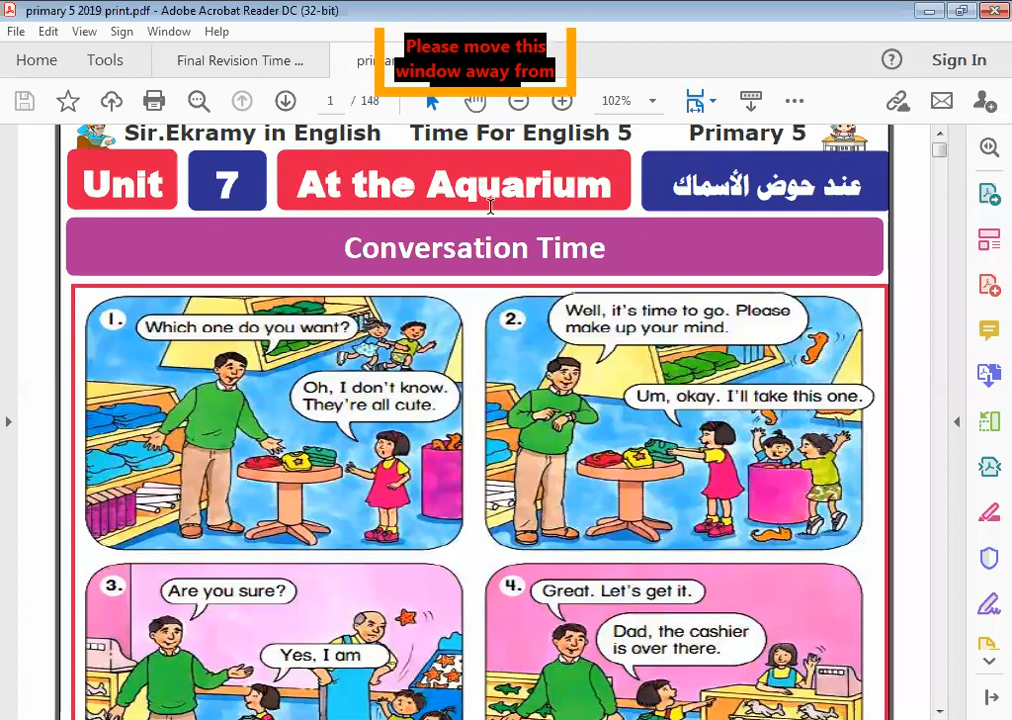 primary 5 2019 print.pdf - Adobe Acrobat Reader DC (32-bit)
File Edit View Sign Window Help
Home Tools Final Revision Time ...
Please move this
window away from
Sign In
1 / 148 102%
Sir.Ekramy in English Time For English 5 Primary 5
Unit 7 At the Aquarium عند حوض الأسماك
Conversation Time
1.
Which one do you want?
Oh, I don't know.
They're all cute.
2.
Well, it's time to go. Please
make up your mind.
Um, okay. I'll take this one.
3.
Are you sure?
Yes, I am
4.
Great. Let's get it.
Dad, the cashier
is over there.